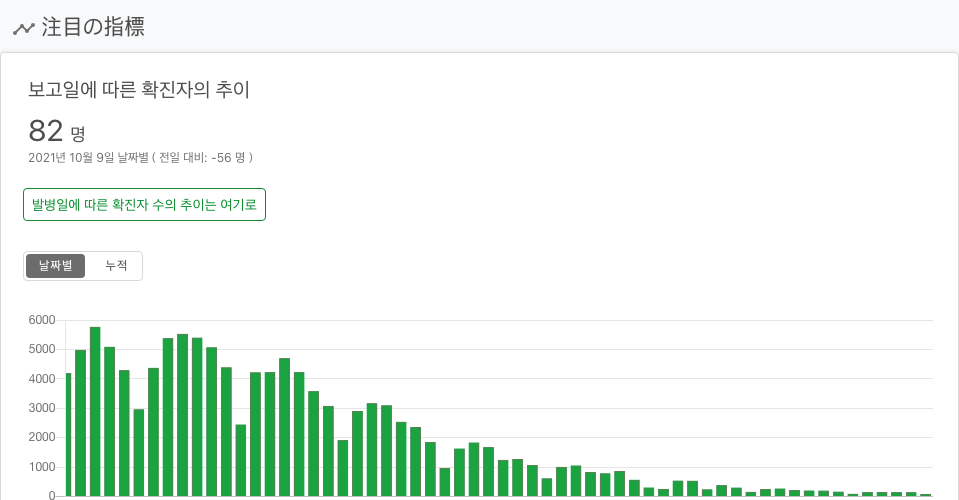 注目の指標
보고일에 따른 확진자의 추이
82 명
2021년 10월 9일 날짜별 ( 전일 대비: -56 명 )
발병일에 따른 확진자 수의 추이는 여기로
날짜별 누적
6000
5000
4000
3000
2000
1000
0